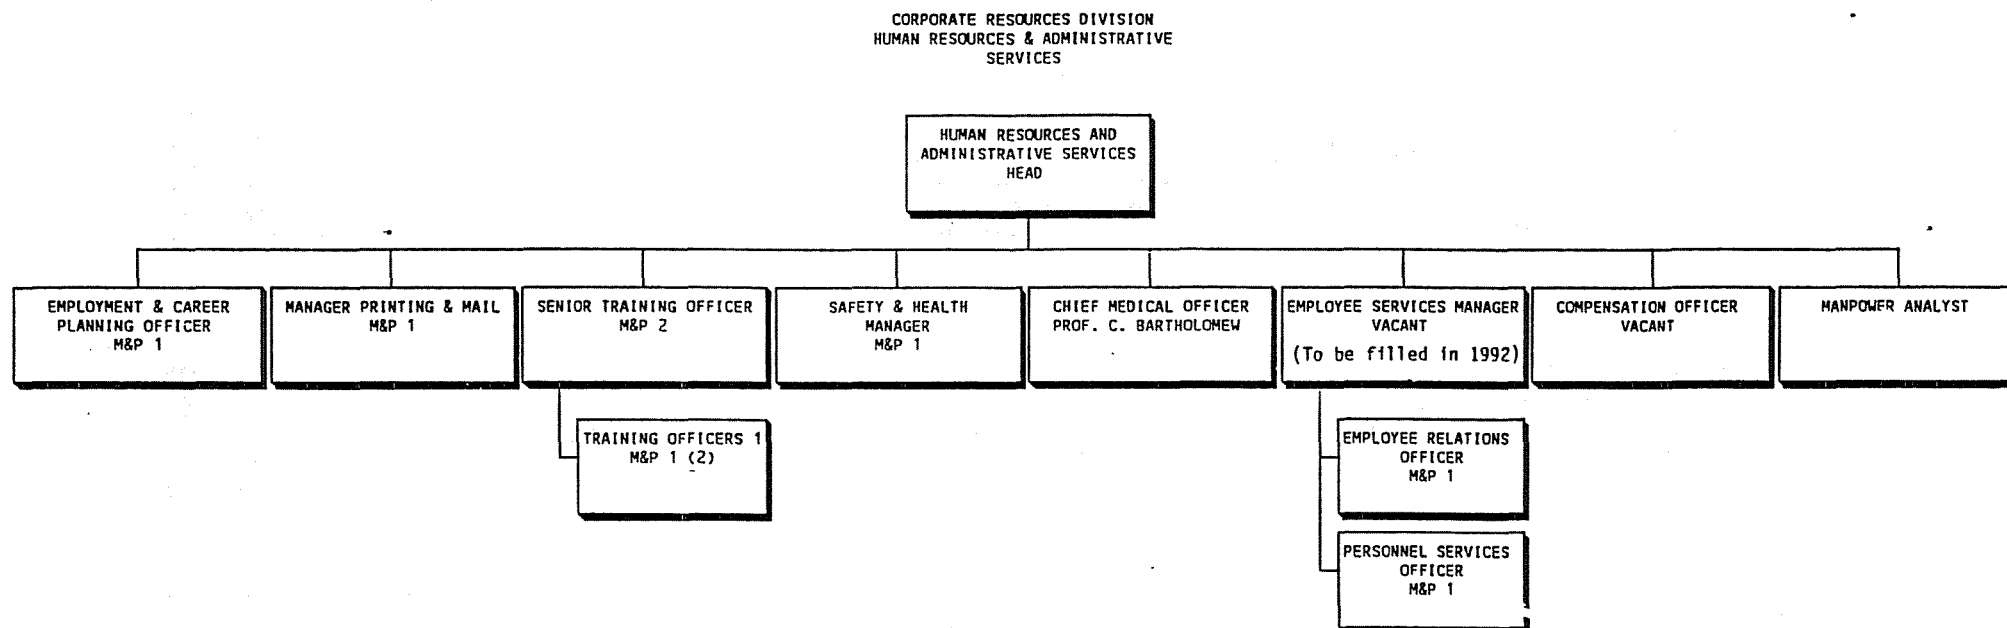 CORPORATE RESOURCES DIVISION
HUMAN RESOURCES & ADMINISTRATIVE
SERVICES
HUMAN RESOURCES AND
ADMINISTRATIVE SERVICES
HEAD
EMPLOYMENT & CAREER
PLANNING OFFICER
M&P 1
MANAGER PRINTING & MAIL
M&P 1
SENIOR TRAINING OFFICER
M&P 2
SAFETY & HEALTH
MANAGER
M&P 1
CHIEF MEDICAL OFFICER
PROF. C. BARTHOLOMEW
EMPLOYEE SERVICES MANAGER
VACANT
(To be filled in 1992)
COMPENSATION OFFICER
VACANT
MANPOWER ANALYST
TRAINING OFFICERS 1
M&P 1 (2)
EMPLOYEE RELATIONS
OFFICER
M&P 1
PERSONNEL SERVICES
OFFICER
M&P 1